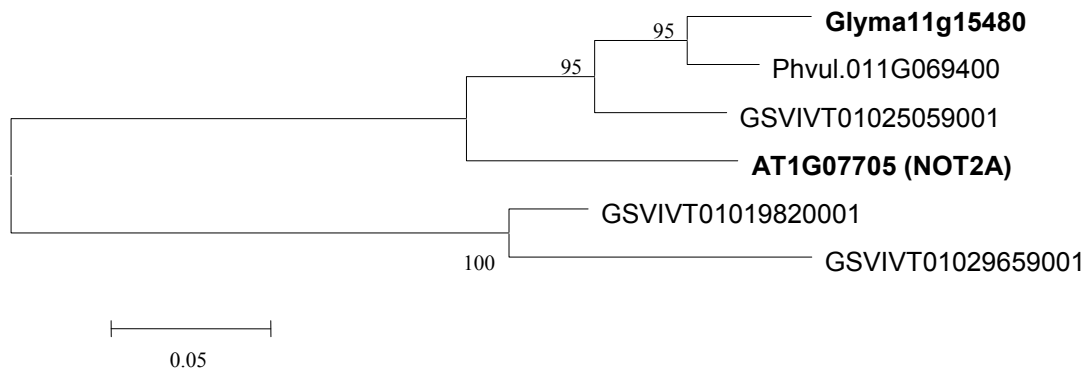 Glyma11g15480
95
Phvul.011G069400
95
GSVIVT01025059001
AT1G07705 (NOT2A)
GSVIVT01019820001
GSVIVT01029659001
100
0.05